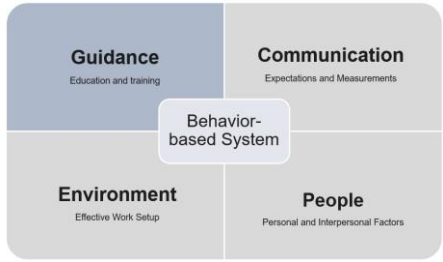 Guidance
Education and training
Communication
Expectations and Measurements
Behavior-
based System
Environment
Effective Work Setup
People
Personal and Interpersonal Factors